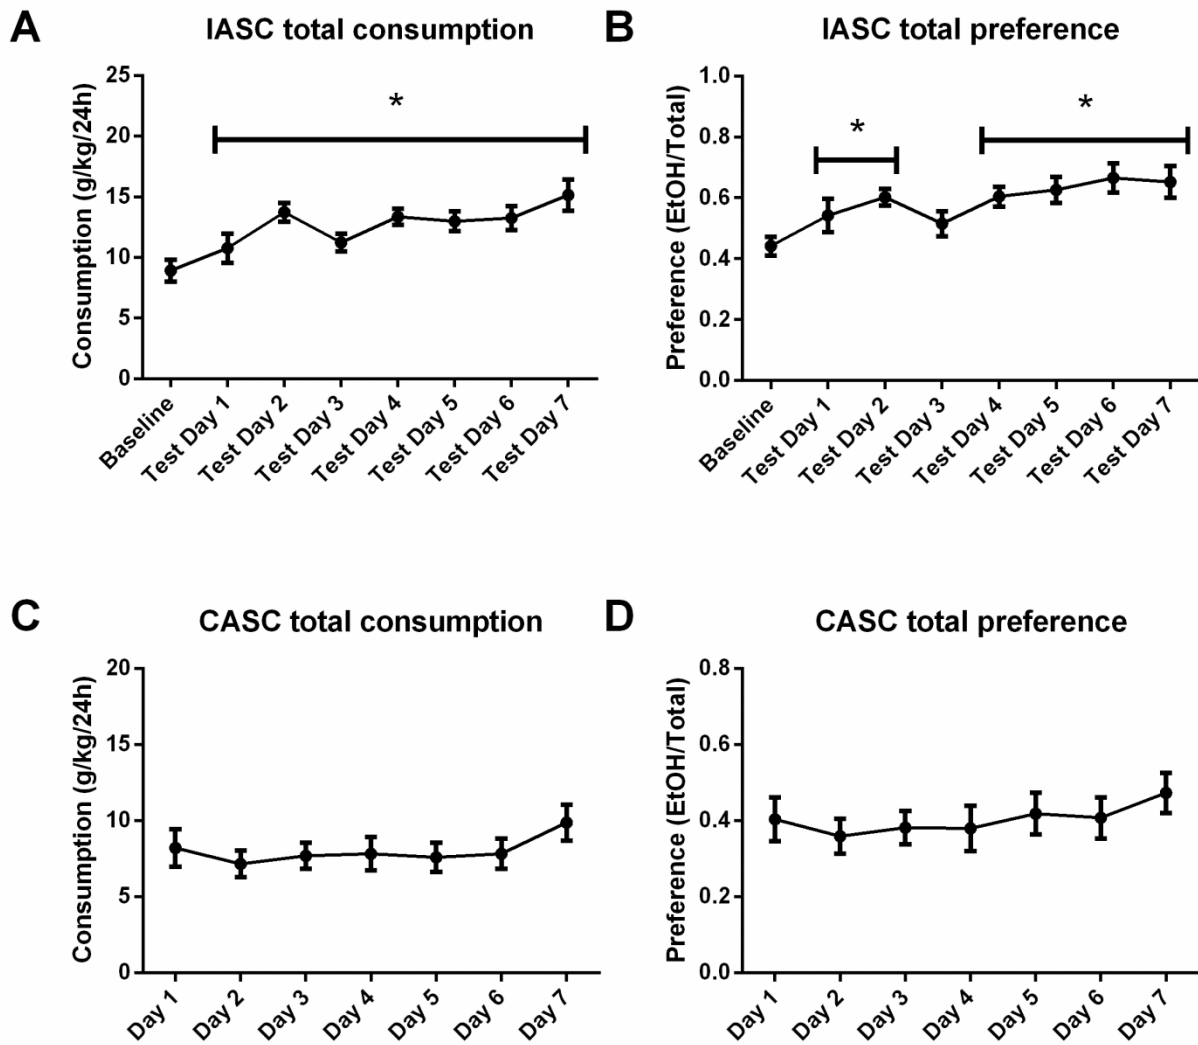 A
IASC total consumption
Consumption (g/kg/24h)
25
20
15
10
5
0
*
Baseline
Test Day 1
Test Day 2
Test Day 3
Test Day 4
Test Day 5
Test Day 6
Test Day 7
B
IASC total preference
Preference (EtOH/Total)
1.0
0.8
0.6
0.4
0.2
0.0
*
*
Baseline
Test Day 1
Test Day 2
Test Day 3
Test Day 4
Test Day 5
Test Day 6
Test Day 7
C
CASC total consumption
Consumption (g/kg/24h)
20
15
10
5
0
Day 1
Day 2
Day 3
Day 4
Day 5
Day 6
Day 7
D
CASC total preference
Preference (EtOH/Total)
0.8
0.6
0.4
0.2
0.0
Day 1
Day 2
Day 3
Day 4
Day 5
Day 6
Day 7